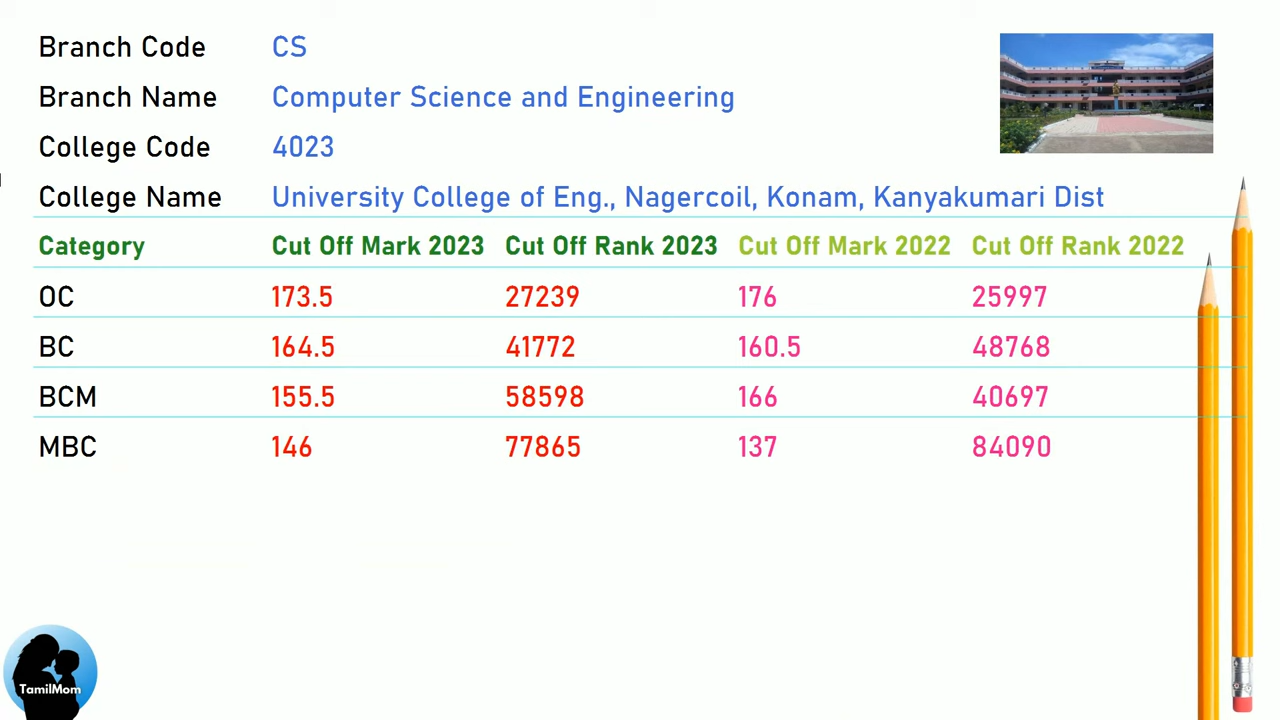 Branch Code CS
Branch Name Computer Science and Engineering
College Code 4023
College Name University College of Eng., Nagercoil, Konam, Kanyakumari Dist
Category Cut Off Mark 2023 Cut Off Rank 2023 Cut Off Mark 2022 Cut Off Rank 2022
OC 173.5 27239 176 25997
BC 164.5 41772 160.5 48768
BCM 155.5 58598 166 40697
MBC 146 77865 137 84090
TamilMom